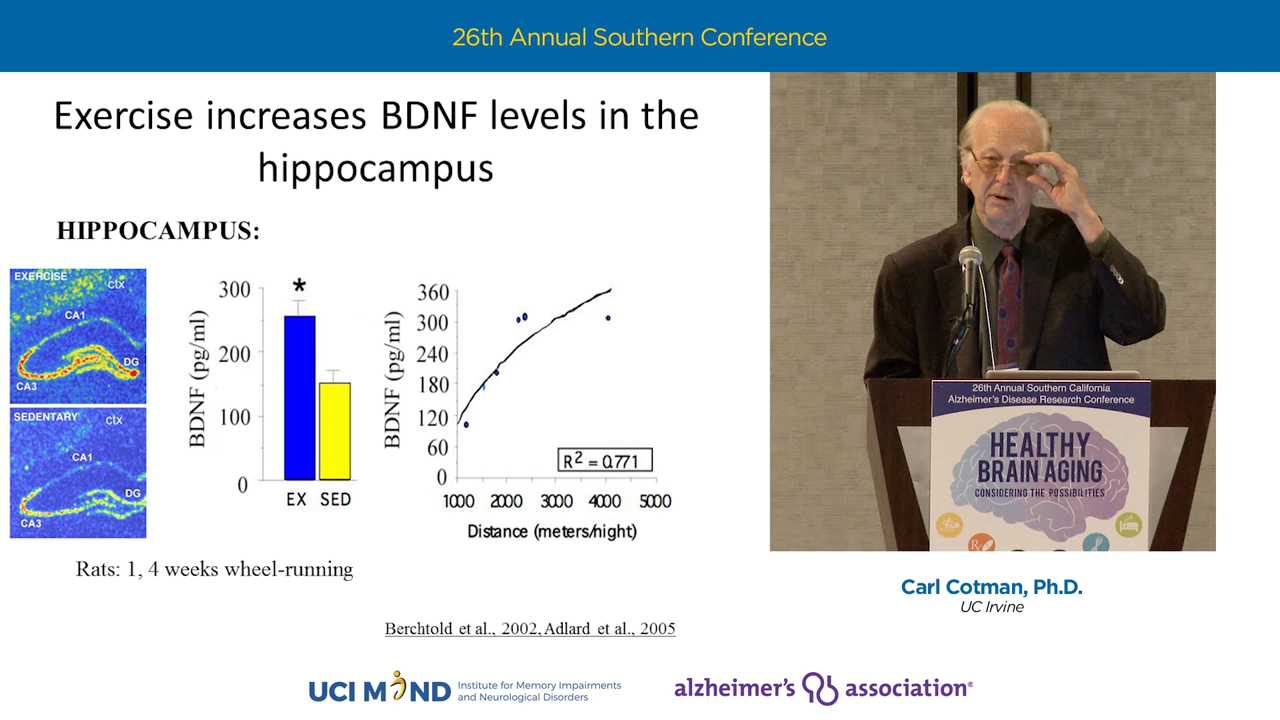 26th Annual Southern Conference
Exercise increases BDNF levels in the
hippocampus
HIPPOCAMPUS:
EXERCISE
ctx
CA1
DG
CA3
SEDENTARY
ctx
CA1
DG
CA3
BDNF (pg/ml)
300
200
100
0
*
EX SED
BDNF (pg/ml)
360
300
240
180
120
60
0
R² = 0.771
1000 2000 3000 4000 5000
Distance (meters/night)
Rats: 1, 4 weeks wheel-running
Berchtold et al., 2002, Adlard et al., 2005
26th Annual Southern California
Alzheimer's Disease Research Conference
HEALTHY
BRAIN AGING
CONSIDERING THE POSSIBILITIES
Rx
Carl Cotman, Ph.D.
UC Irvine
UCI MIND
Institute for Memory Impairments
and Neurological Disorders
alzheimer's association®